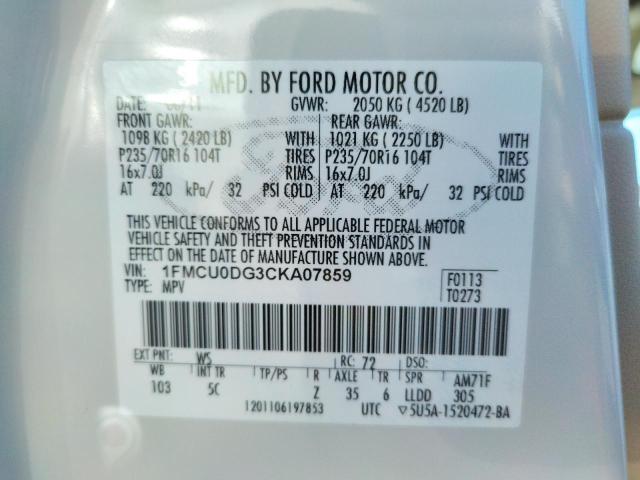 MFD. BY FORD MOTOR CO.
DATE: GVWR: 2050 KG ( 4520 LB)
FRONT GAWR: REAR GAWR:
1098 KG ( 2420 LB) WITH 1021 KG ( 2250 LB) WITH
P235/70R16 104T TIRES P235/70R16 104T TIRES
16x7.0J RIMS 16x7.0J RIMS
AT 220 kPa/ 32 PSI COLD AT 220 kPa/ 32 PSI COLD
Ford
THIS VEHICLE CONFORMS TO ALL APPLICABLE FEDERAL MOTOR
VEHICLE SAFETY AND THEFT PREVENTION STANDARDS IN
EFFECT ON THE DATE OF MANUFACTURE SHOWN ABOVE.
VIN: 1FMCU0DG3CKA07859 F0113
TYPE: MPV T0273
EXT PNT: WS RC: 72 DSO:
WB INT TR TP/PS R AXLE TR SPR AM71F
103 5C Z 35 6 LLDD 305
1201106197853 UTC ▽5U5A-1520472-BA